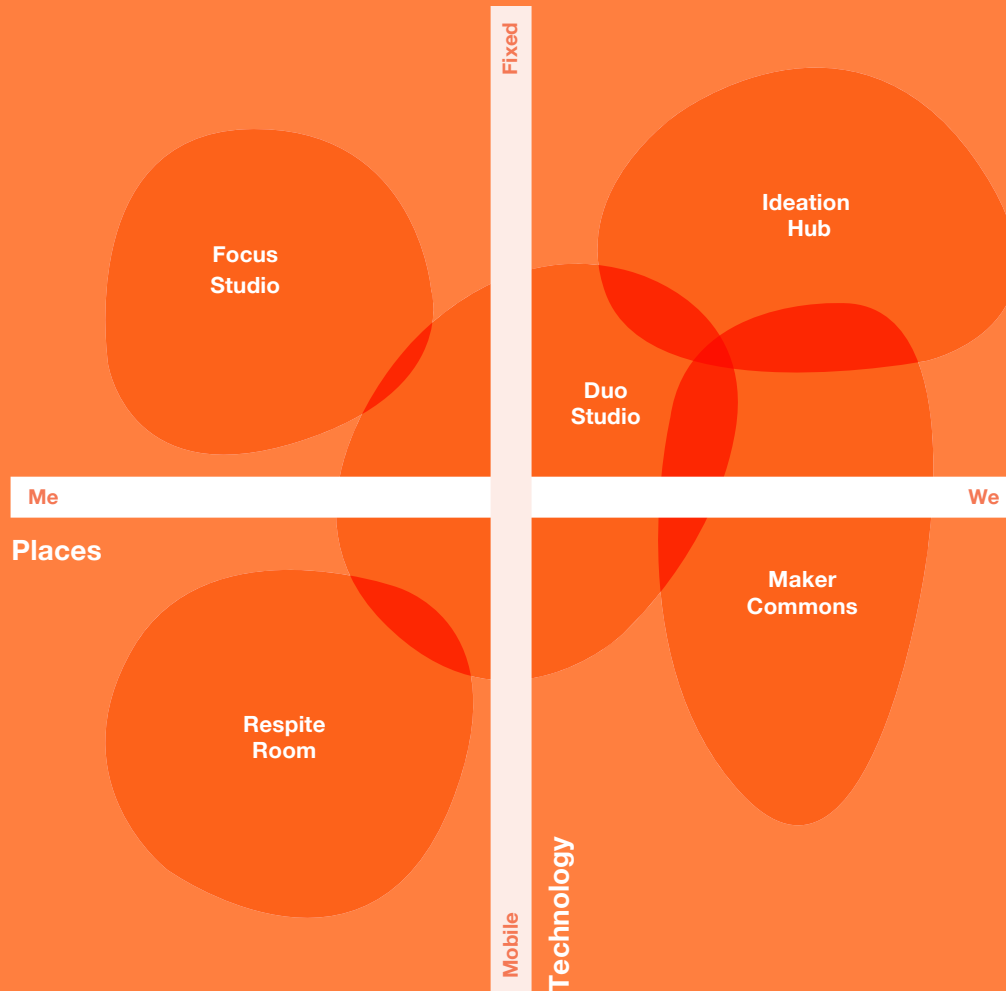 Fixed
Ideation
Hub
Focus
Studio
Duo
Studio
Me
We
Places
Maker
Commons
Respite
Room
Technology
Mobile